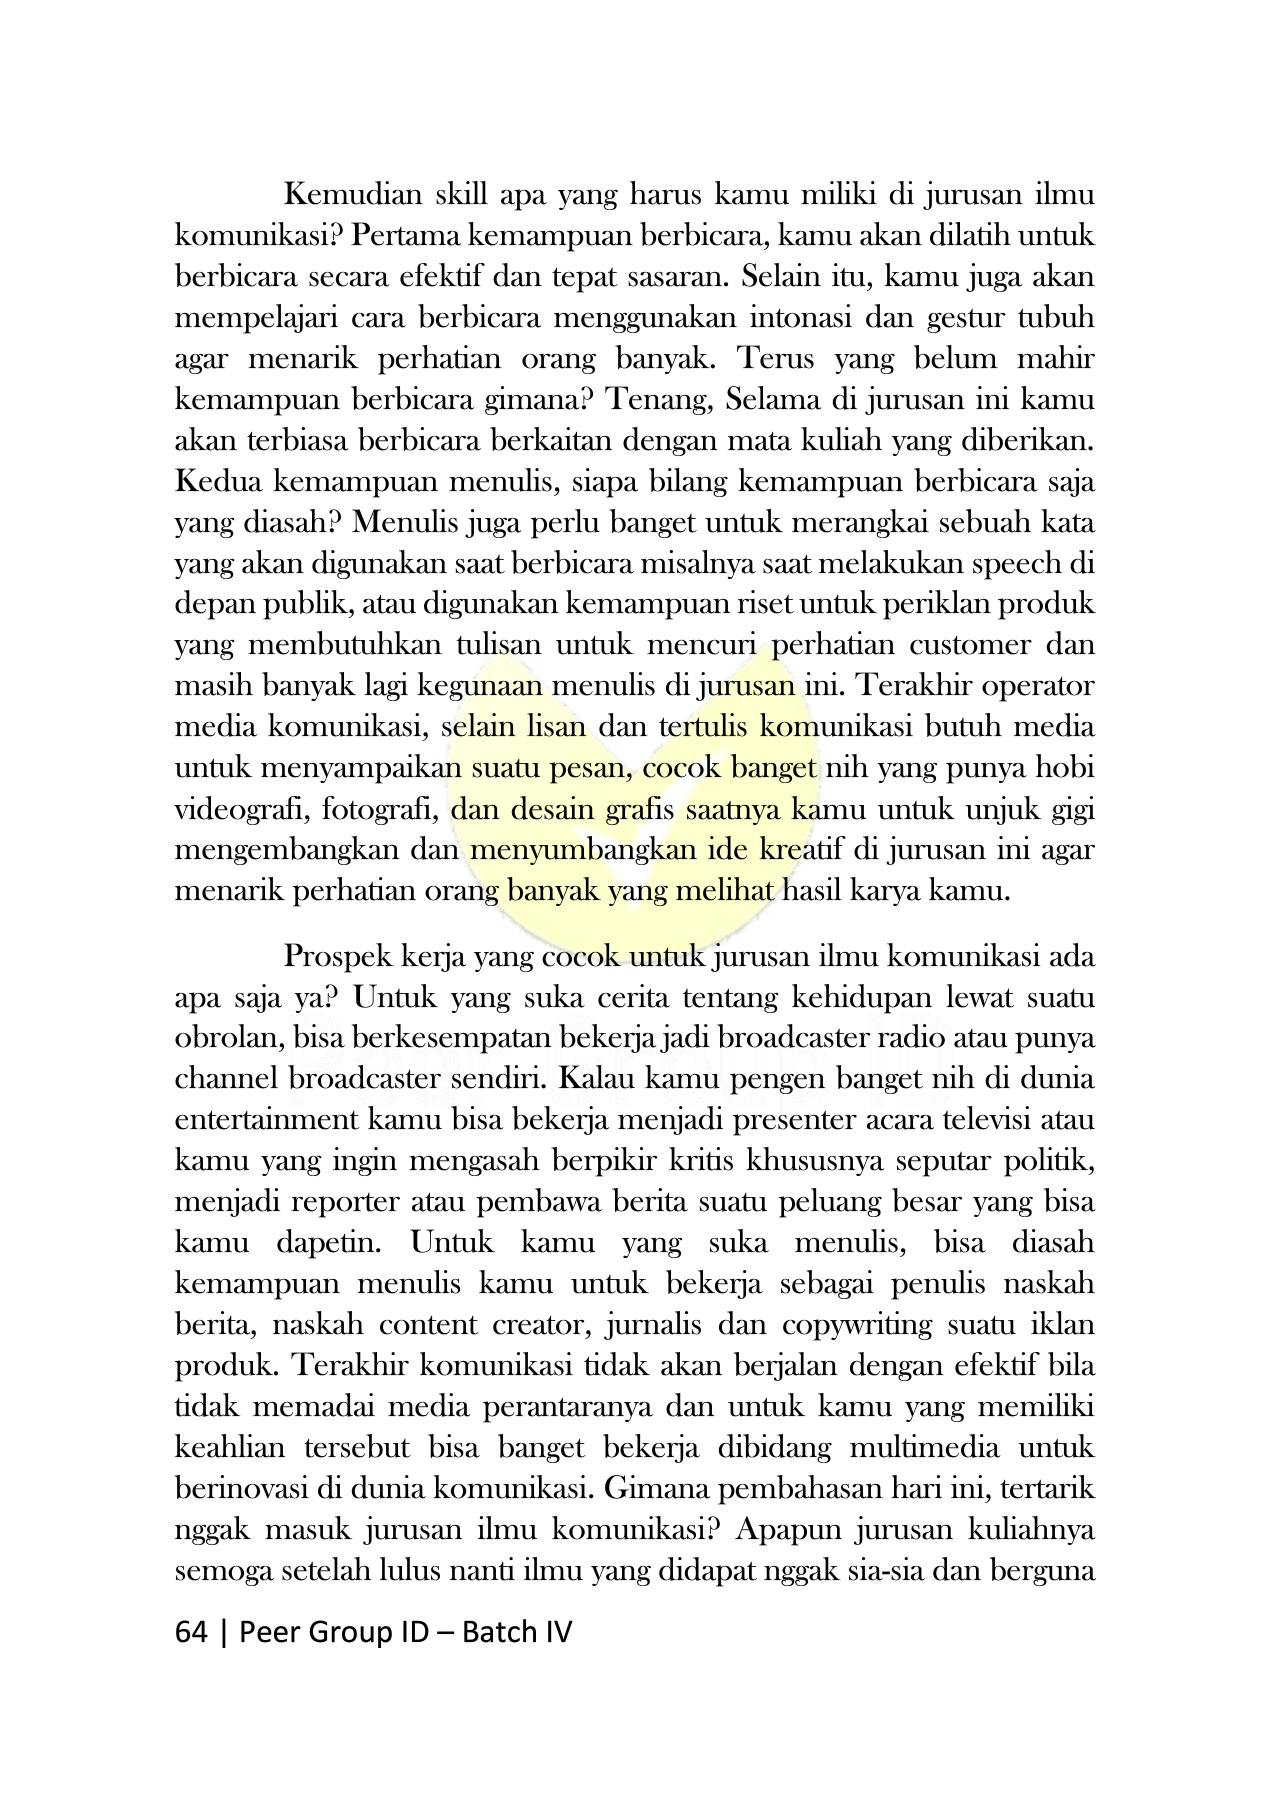 Kemudian skill apa yang harus kamu miliki di jurusan ilmu
komunikasi? Pertama kemampuan berbicara, kamu akan dilatih untuk
berbicara secara efektif dan tepat sasaran. Selain itu, kamu juga akan
mempelajari cara berbicara menggunakan intonasi dan gestur tubuh
agar menarik perhatian orang banyak. Terus yang belum mahir
kemampuan berbicara gimana? Tenang, Selama di jurusan ini kamu
akan terbiasa berbicara berkaitan dengan mata kuliah yang diberikan.
Kedua kemampuan menulis, siapa bilang kemampuan berbicara saja
yang diasah? Menulis juga perlu banget untuk merangkai sebuah kata
yang akan digunakan saat berbicara misalnya saat melakukan speech di
depan publik, atau digunakan kemampuan riset untuk periklan produk
yang membutuhkan tulisan untuk mencuri perhatian customer dan
masih banyak lagi kegunaan menulis di jurusan ini. Terakhir operator
media komunikasi, selain lisan dan tertulis komunikasi butuh media
untuk menyampaikan suatu pesan, cocok banget nih yang punya hobi
videografi, fotografi, dan desain grafis saatnya kamu untuk unjuk gigi
mengembangkan dan menyumbangkan ide kreatif di jurusan ini agar
menarik perhatian orang banyak yang melihat hasil karya kamu.
Prospek kerja yang cocok untuk jurusan ilmu komunikasi ada
apa saja ya? Untuk yang suka cerita tentang kehidupan lewat suatu
obrolan, bisa berkesempatan bekerja jadi broadcaster radio atau punya
channel broadcaster sendiri. Kalau kamu pengen banget nih di dunia
entertainment kamu bisa bekerja menjadi presenter acara televisi atau
kamu yang ingin mengasah berpikir kritis khususnya seputar politik,
menjadi reporter atau pembawa berita suatu peluang besar yang bisa
kamu dapetin. Untuk kamu yang suka menulis, bisa diasah
kemampuan menulis kamu untuk bekerja sebagai penulis naskah
berita, naskah content creator, jurnalis dan copywriting suatu iklan
produk. Terakhir komunikasi tidak akan berjalan dengan efektif bila
tidak memadai media perantaranya dan untuk kamu yang memiliki
keahlian tersebut bisa banget bekerja dibidang multimedia untuk
berinovasi di dunia komunikasi. Gimana pembahasan hari ini, tertarik
nggak masuk jurusan ilmu komunikasi? Apapun jurusan kuliahnya
semoga setelah lulus nanti ilmu yang didapat nggak sia-sia dan berguna
64 | Peer Group ID – Batch IV